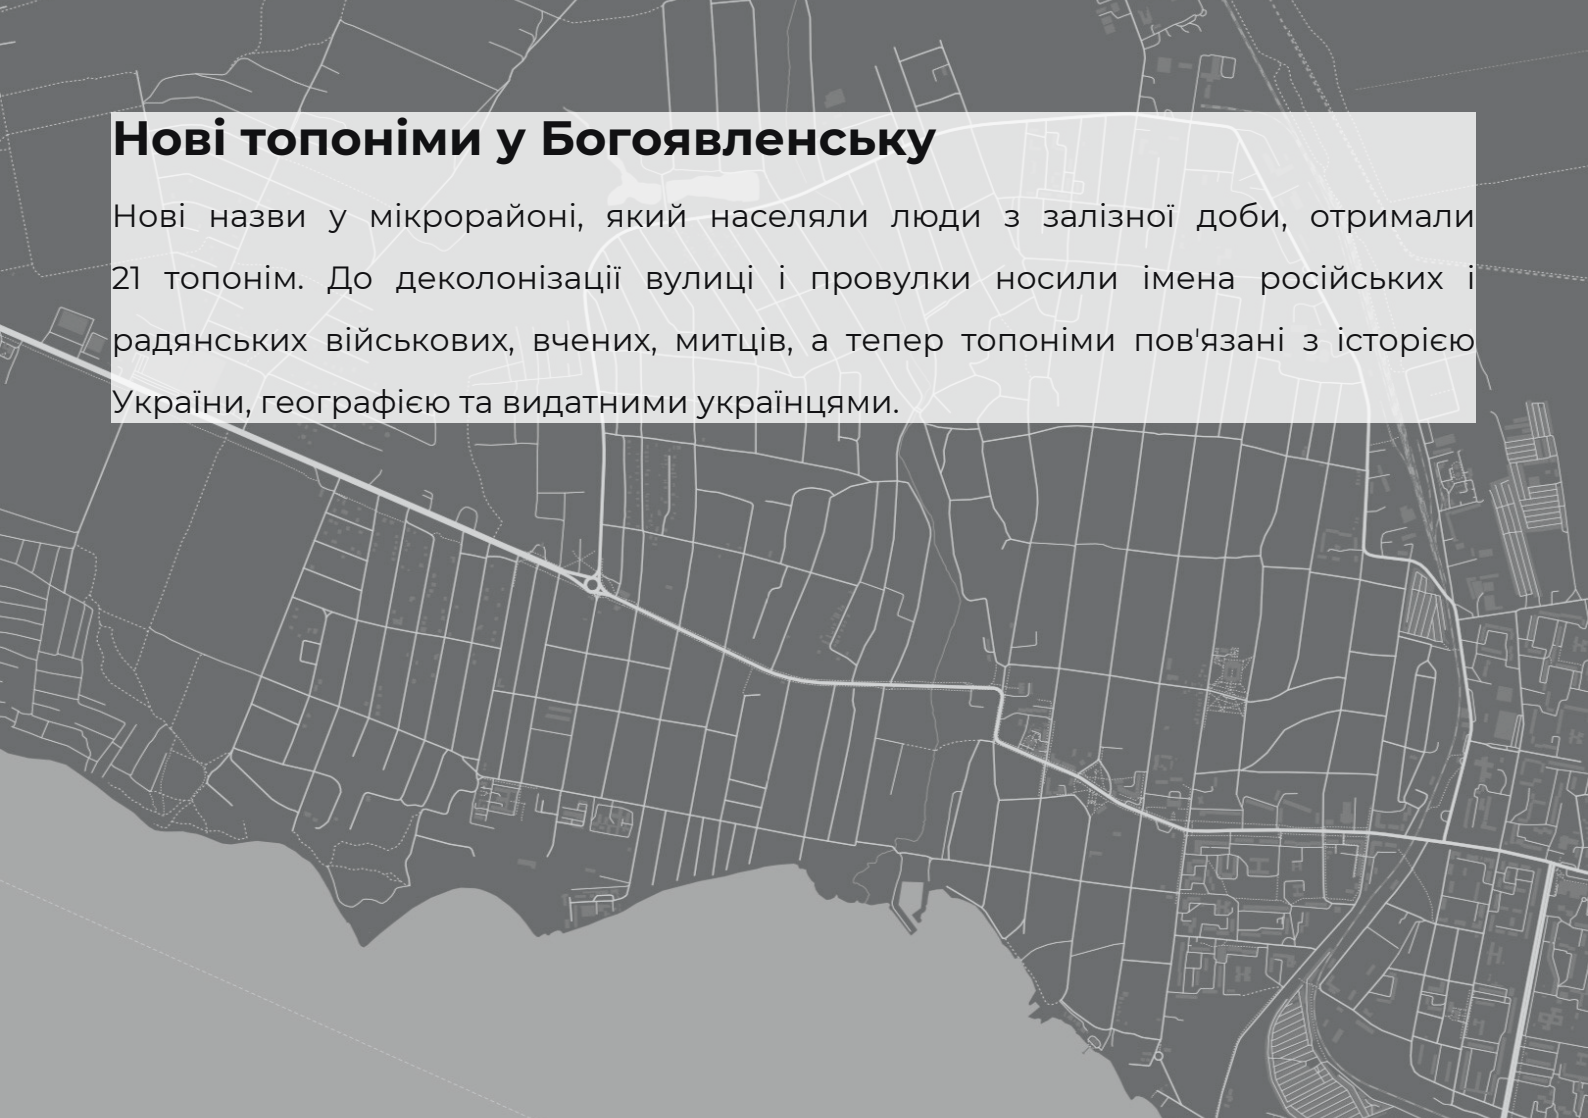 Нові топоніми у Богоявленську
Нові назви у мікрорайоні, який населяли люди з залізної доби, отримали
21 топонім. До деколонізації вулиці і провулки носили імена російських і
радянських військових, вчених, митців, а тепер топоніми пов'язані з історією
України, географією та видатними українцями.